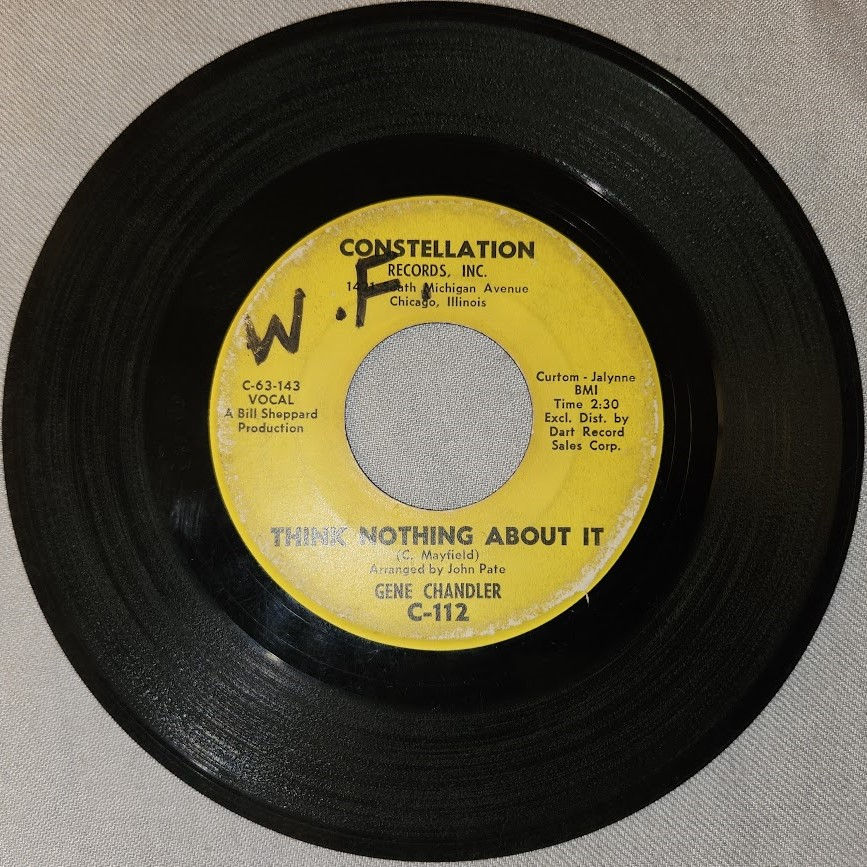 CONSTELLATION
RECORDS, INC.
Michigan Avenue
Chicago, Illinois
W.F.
C-63-143
VOCAL
A Bill Sheppard
Production
Curtom - Jalynne
BMI
Time 2:30
Excl. Dist. by
Dart Record
Sales Corp.
THINK NOTHING ABOUT IT
(C. Mayfield)
Arranged by John Pate
GENE CHANDLER
C-112